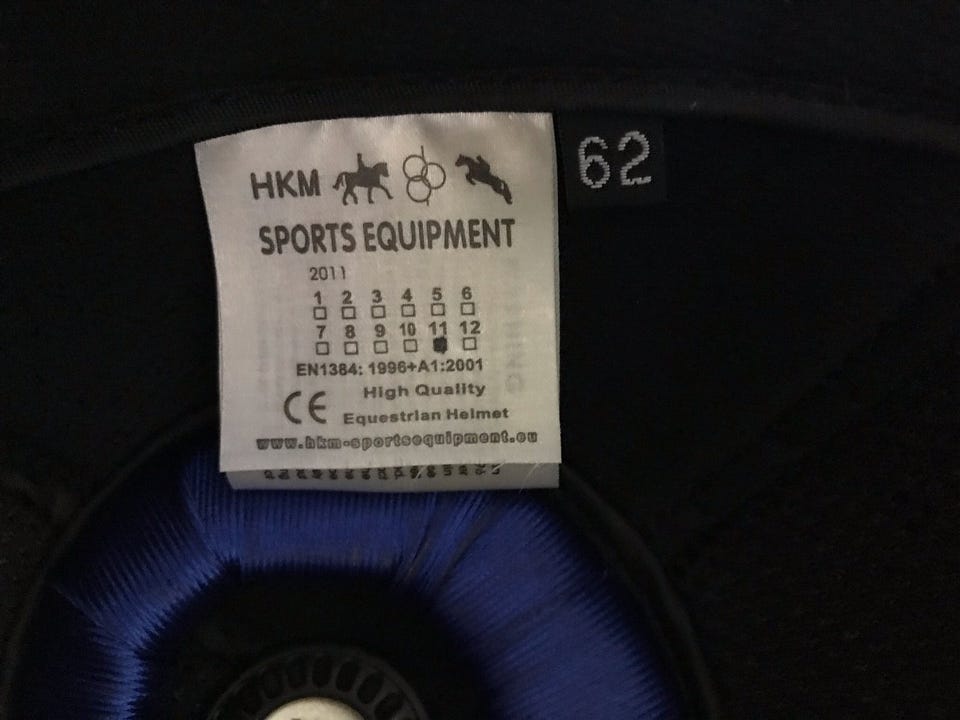 HKM
62
SPORTS EQUIPMENT
2011
1 2 3 4 5 6
7 8 9 10 11 12
EN1384: 1996+A1:2001
High Quality
CE Equestrian Helmet
www.hkm-sportsequipment.eu